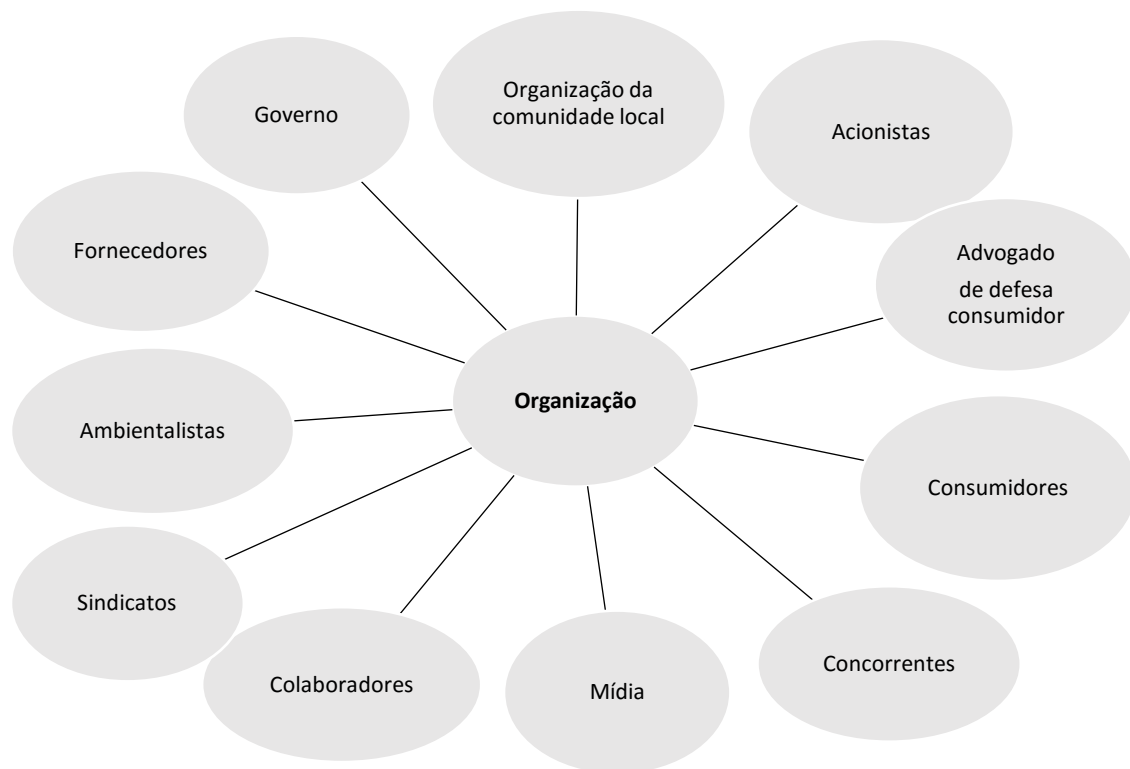 Organização da
comunidade local
Governo
Acionistas
Fornecedores
Advogado
de defesa
consumidor
Organização
Ambientalistas
Consumidores
Sindicatos
Colaboradores
Mídia
Concorrentes